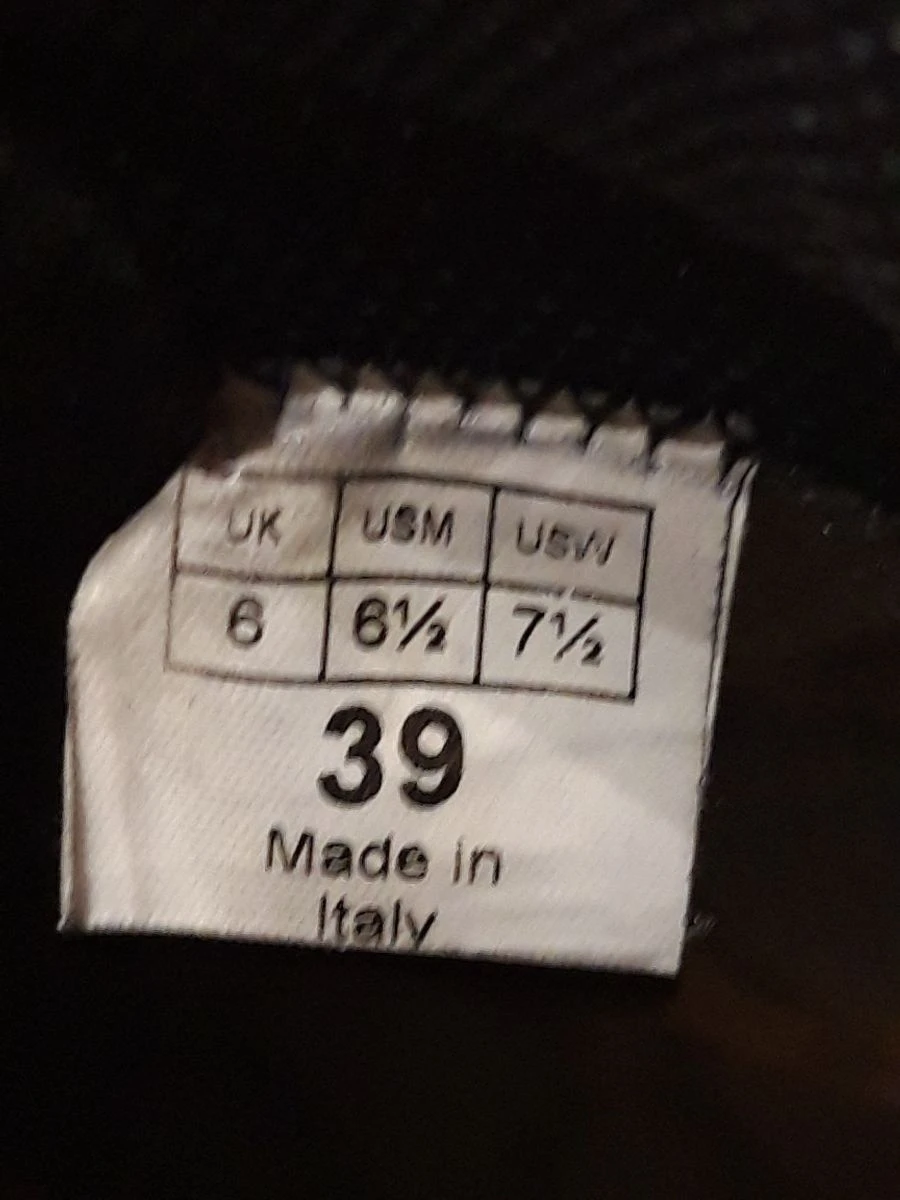 UK USM USW
6 6½ 7½
39
Made in
Italy